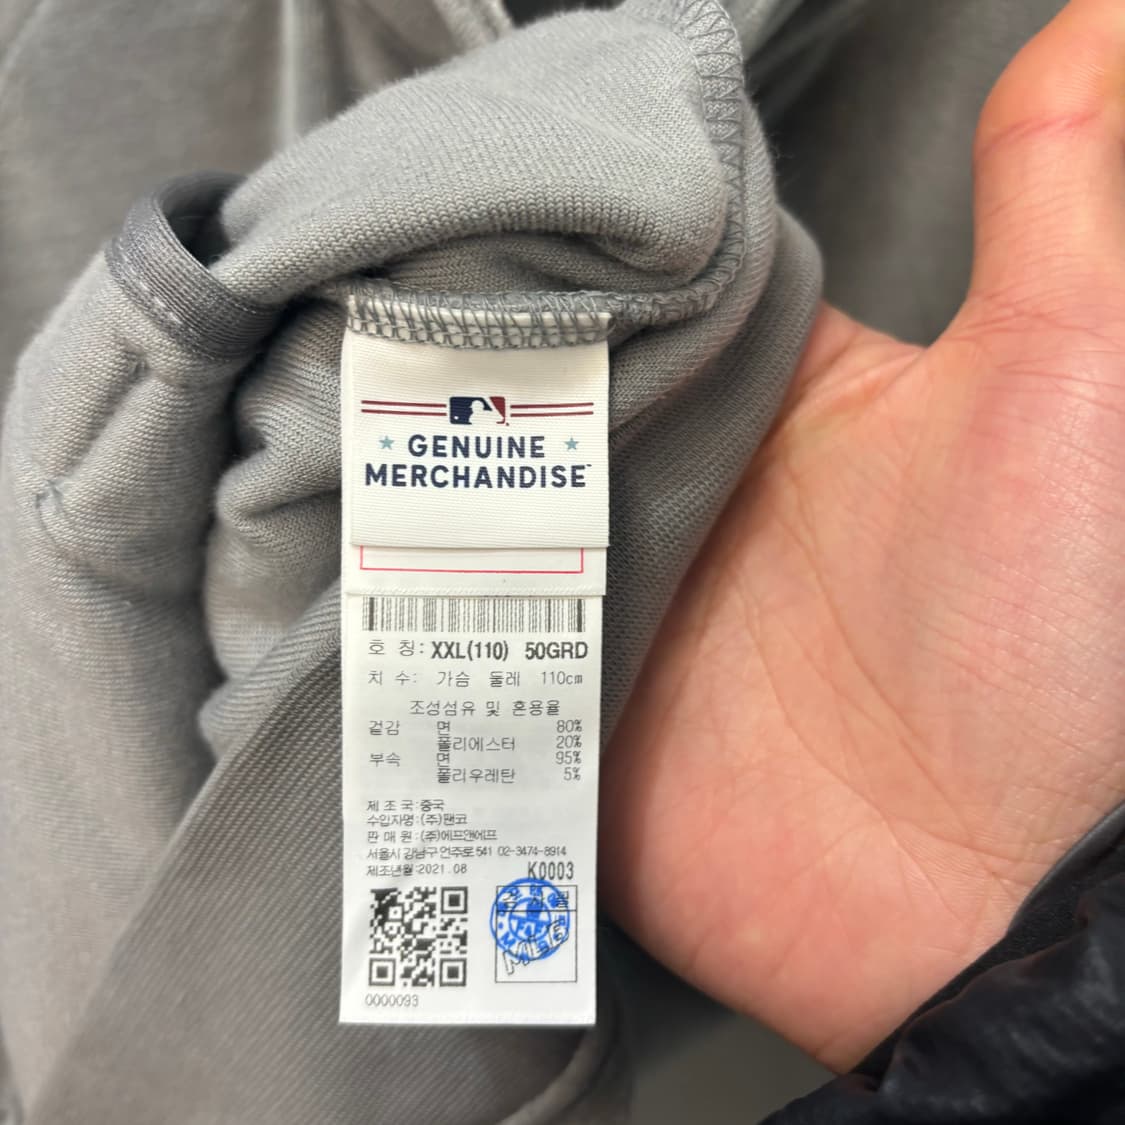 GENUINE
MERCHANDISE™
호 칭: XXL(110) 50GRD
치 수: 가슴 둘레 110cm
조성섬유 및 혼용율
겉감 면 80%
폴리에스터 20%
부속 면 95%
폴리우레탄 5%
제 조 국:중국
수입자명:(주)팬코
판 매 원:(주)에프앤에프
서울시 강남구 언주로 541 02-3474-8914
제조년월:2021.08
K0003
MLB
0000093